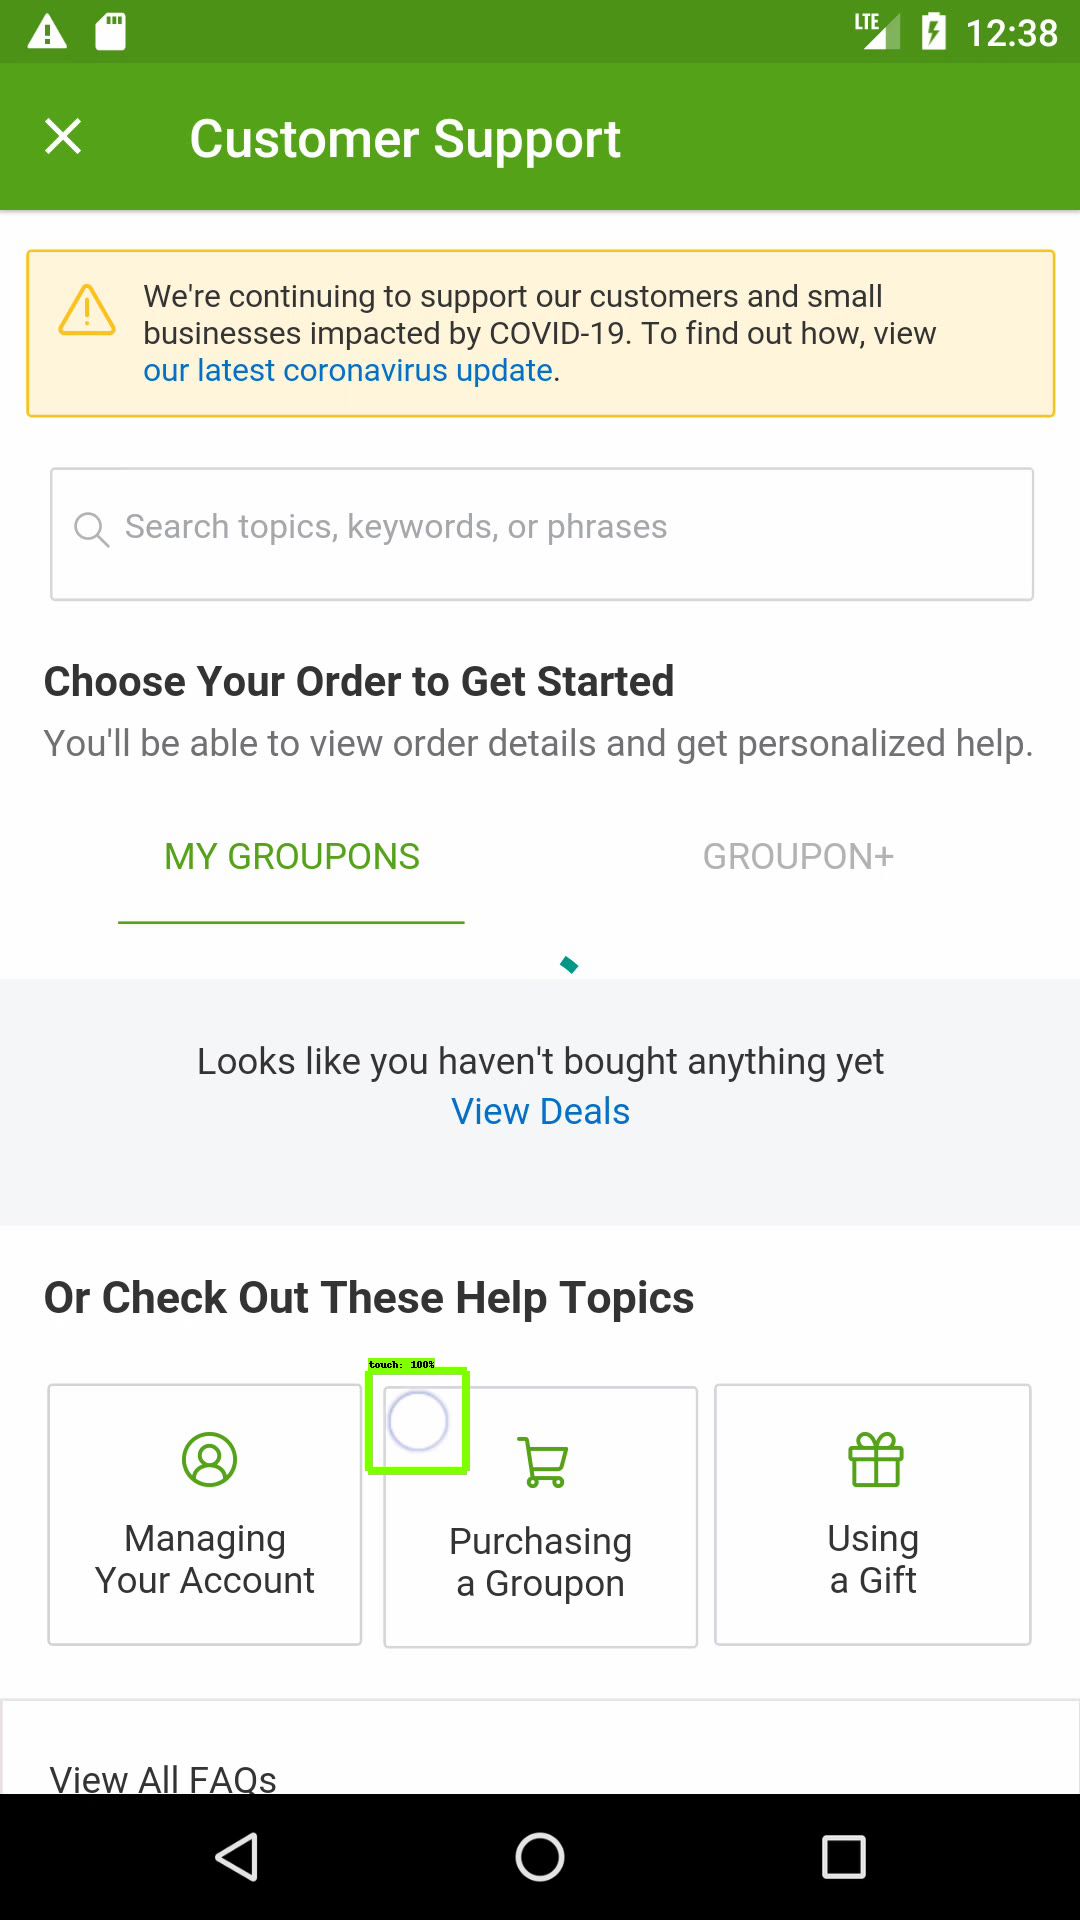 LTE 12:38
Customer Support
We're continuing to support our customers and small
businesses impacted by COVID-19. To find out how, view
our latest coronavirus update.
Search topics, keywords, or phrases
Choose Your Order to Get Started
You'll be able to view order details and get personalized help.
MY GROUPONS GROUPON+
Looks like you haven't bought anything yet
View Deals
Or Check Out These Help Topics
touch: 100%
Managing
Your Account
Purchasing
a Groupon
Using
a Gift
View All FAQs